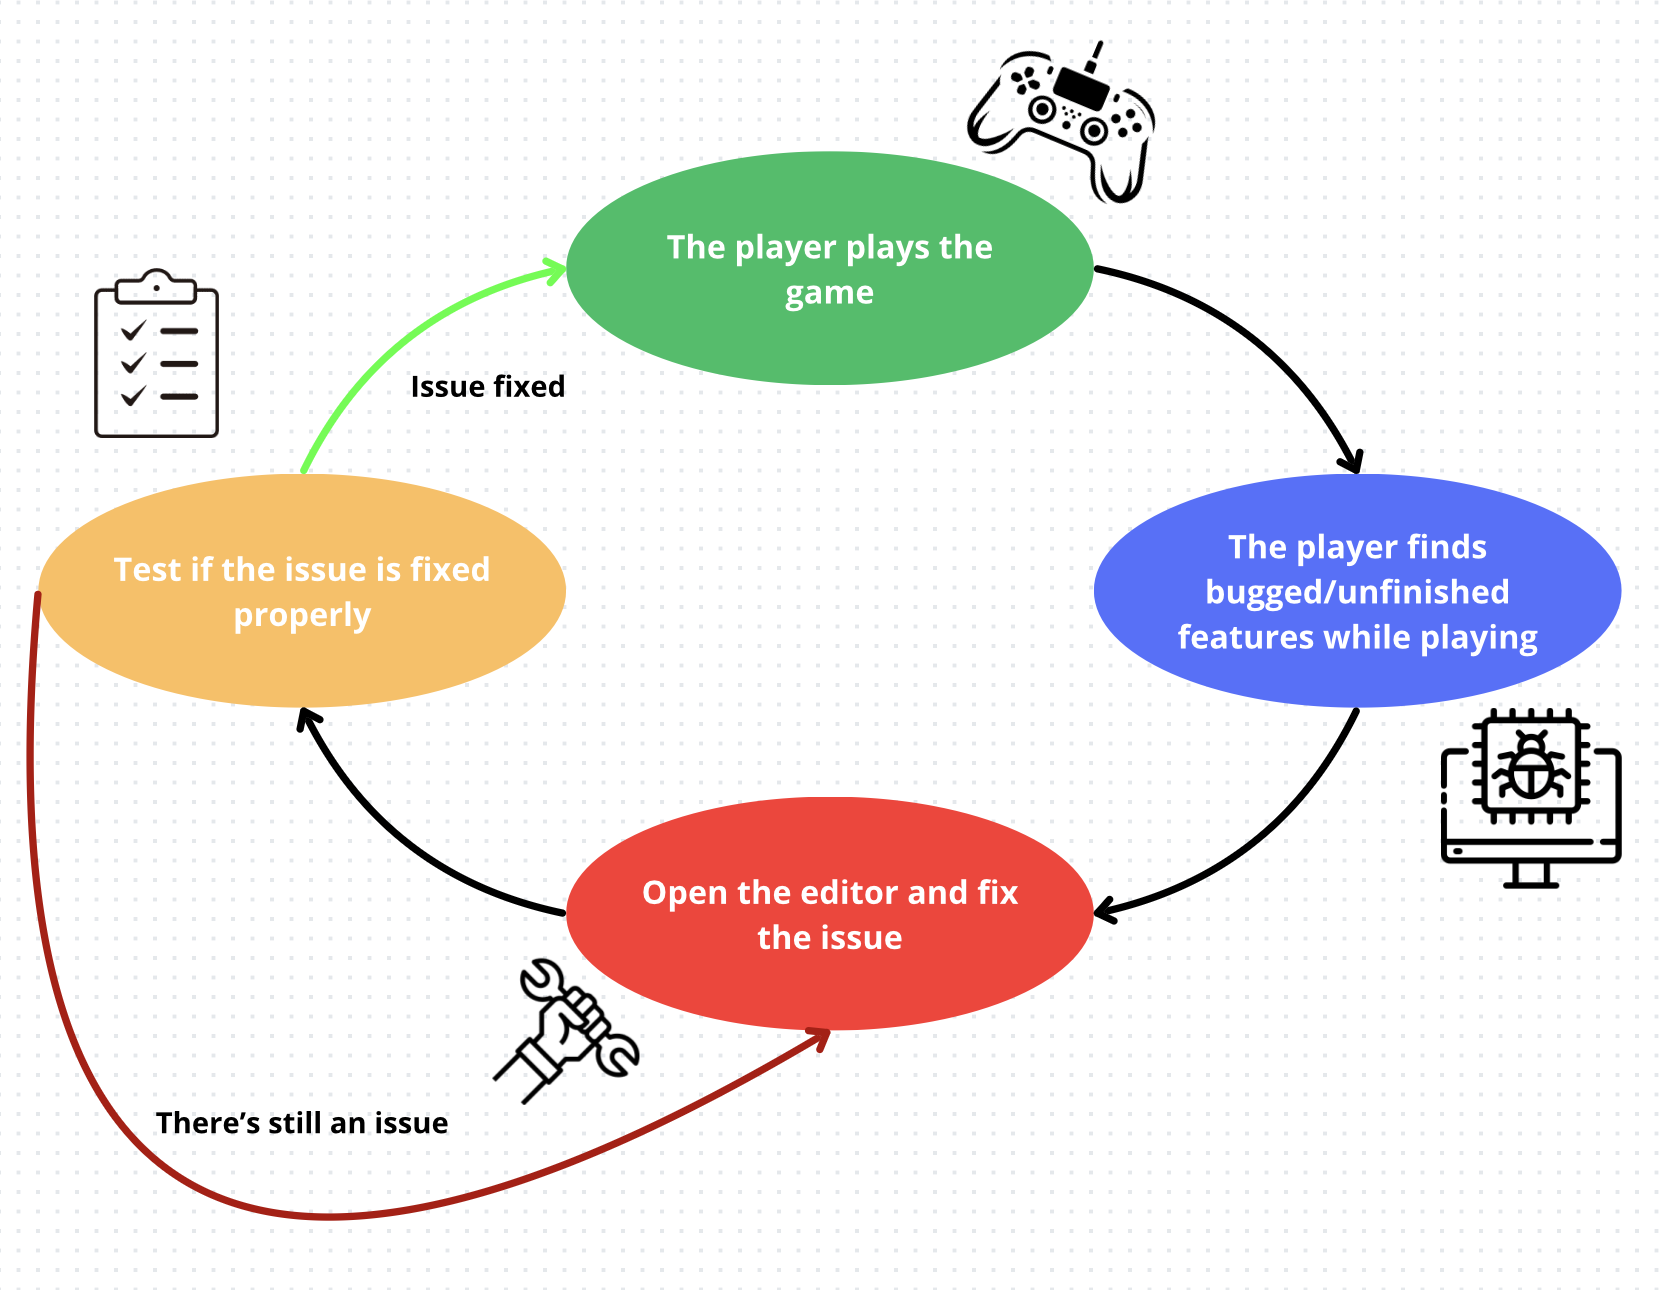 The player plays the
game
Issue fixed
The player finds
bugged/unfinished
features while playing
Test if the issue is fixed
properly
Open the editor and fix
the issue
There’s still an issue